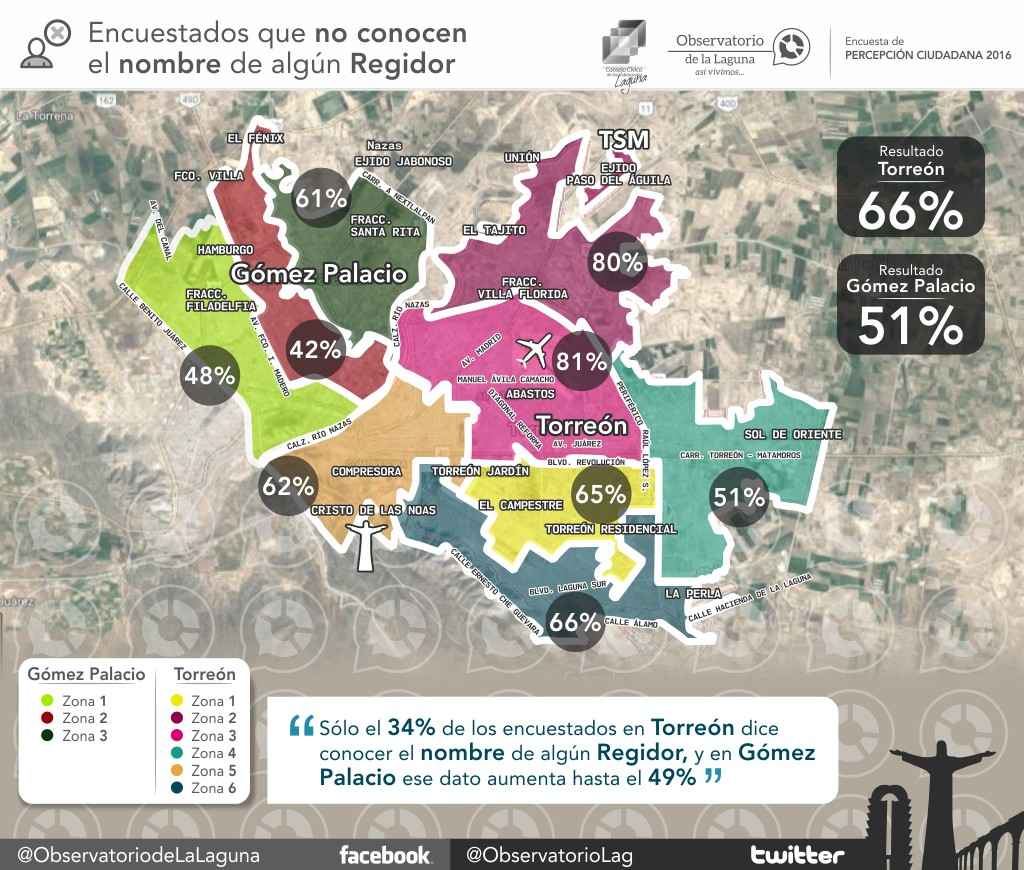 Encuestados que no conocen
el nombre de algún Regidor
Consejo Cívico
Laguna
Observatorio
de la Laguna
así vivimos...
Encuesta de
PERCEPCIÓN CIUDADANA 2016
La Torrena
162
49D
11
40D
EL FÉNIX
Nazas
EJIDO JABONOSO
FCO. VILLA
CARR. A NEXTLALPAN
61%
FRACC.
SANTA RITA
AV. DEL CANAL
HAMBURGO
Gómez Palacio
FRACC.
FILADELFIA
CALLE BENITO JUÁREZ
AV. FCO. I. MADERO
42%
48%
CALZ. RÍO NAZAS
TSM
UNIÓN
EJIDO
PASO DEL ÁGUILA
EL TAJITO
80%
FRACC.
VILLA FLORIDA
CALZ. RÍO NAZAS
AV. MADRID
81%
MANUEL ÁVILA CAMACHO
ABASTOS
DIAGONAL REFORMA
Torreón
AV. JUÁREZ
PERIFÉRICO RAÚL LÓPEZ S.
BLVD. REVOLUCIÓN
SOL DE ORIENTE
CARR. TORREÓN - MATAMOROS
51%
COMPRESORA
62%
CRISTO DE LAS NOAS
TORREÓN JARDÍN
EL CAMPESTRE
65%
TORREÓN RESIDENCIAL
CALLE ERNESTO CHE GUEVARA
BLVD. LAGUNA SUR
LA PERLA
66%
CALLE ÁLAMO
CALLE HACIENDA DE LA LAGUNA
Juárez
Resultado
Torreón
66%
Resultado
Gómez Palacio
51%
Gómez Palacio
Zona 1
Zona 2
Zona 3
Torreón
Zona 1
Zona 2
Zona 3
Zona 4
Zona 5
Zona 6
“ Sólo el 34% de los encuestados en Torreón dice
conocer el nombre de algún Regidor, y en Gómez
Palacio ese dato aumenta hasta el 49% ”
@ObservatoriodeLaLaguna
facebook
@ObservatorioLag
twitter